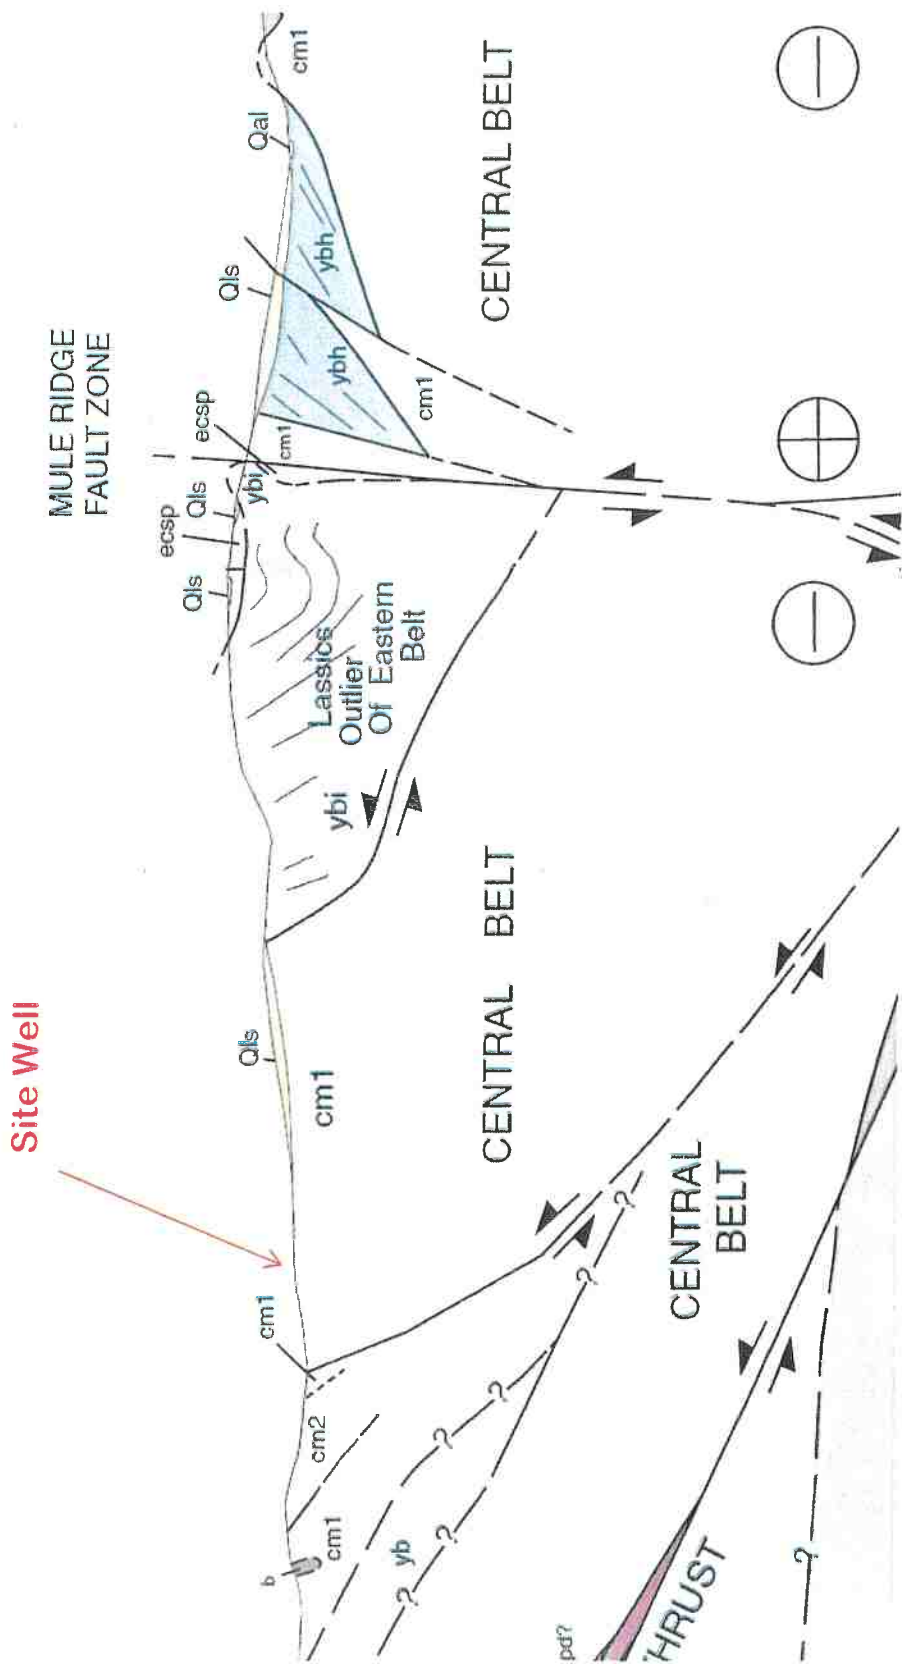 Site Well
MULE RIDGE
FAULT ZONE
b
cm1
cm2
cm1
Qls
cm1
Qls
ecsp
Qls
ybi
ecsp
cm1
Qls
Qal
cm1
ybh
ybh
cm1
ybi
Lassics
Outlier
Of Eastern
Belt
CENTRAL BELT
CENTRAL BELT
CENTRAL
BELT
yb
?
?
?
?
?
?
?
pd?
THRUST